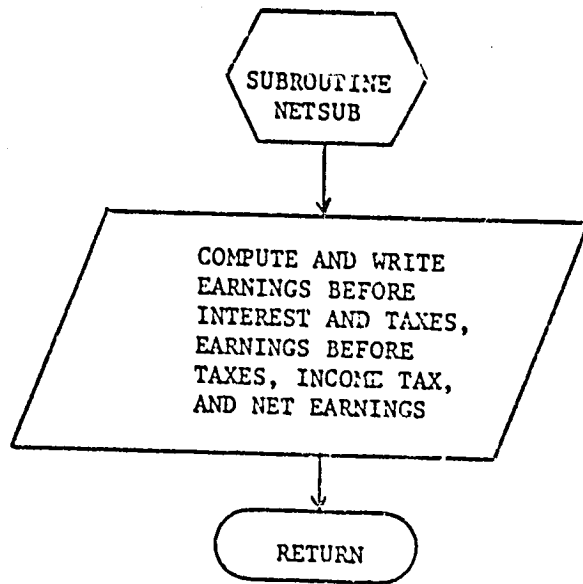 SUBROUTINE
NETSUB
COMPUTE AND WRITE
EARNINGS BEFORE
INTEREST AND TAXES,
EARNINGS BEFORE
TAXES, INCOME TAX,
AND NET EARNINGS
RETURN